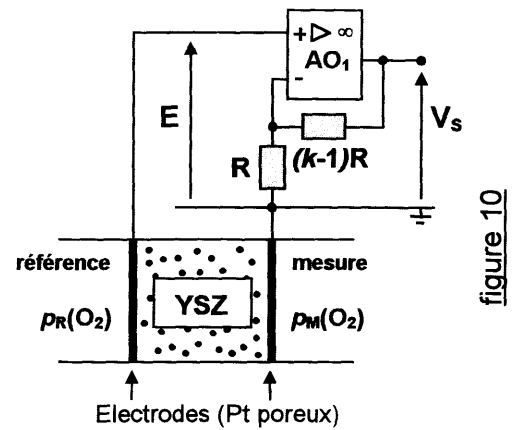 + ▷ ∞
AO₁
-
E
Vₛ
R
(k-1)R
référence
mesure
YSZ
pR(O₂)
pM(O₂)
Electrodes (Pt poreux)
figure 10